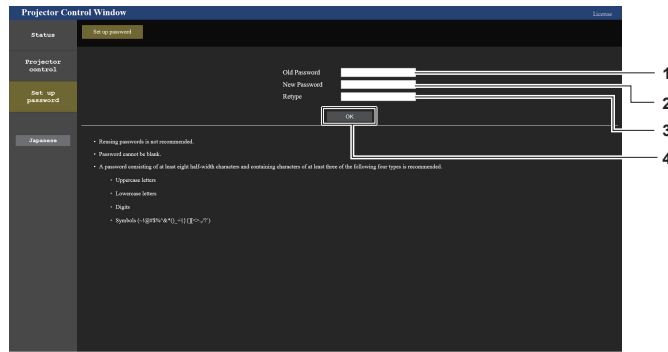 Projector Control Window
License
Status
Set up password
Projector
control
Set up
password
Japanese
Old Password
New Password
Retype
OK
1
2
3
4
• Reusing passwords is not recommended.
• Password cannot be blank.
• A password consisting of at least eight half-width characters and containing characters of at least three of the following four types is recommended.
• Uppercase letters
• Lowercase letters
• Digits